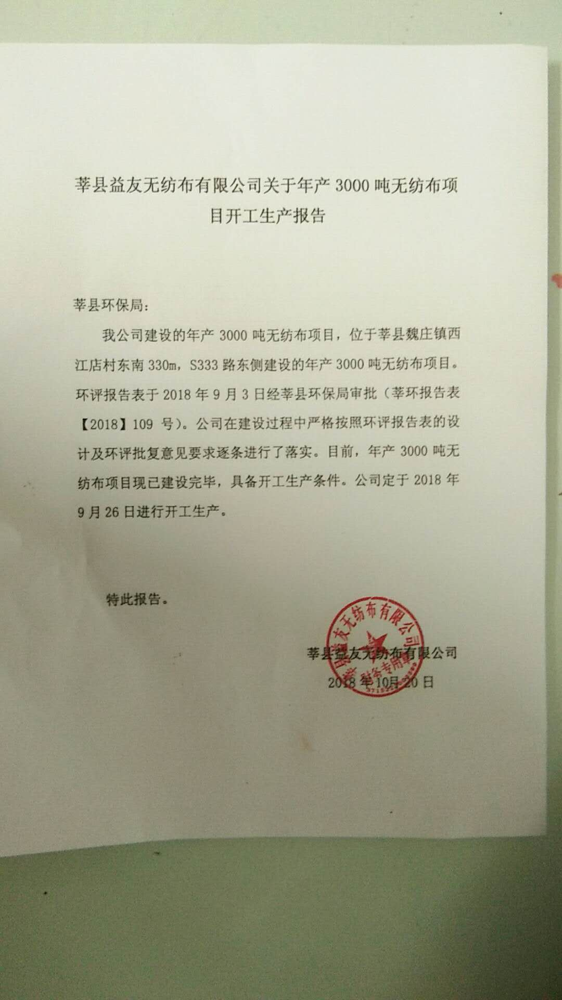 莘县益友无纺布有限公司关于年产 3000 吨无纺布项
目开工生产报告
莘县环保局：
我公司建设的年产 3000 吨无纺布项目，位于莘县魏庄镇西
江店村东南 330m，S333 路东侧建设的年产 3000 吨无纺布项目。
环评报告表于 2018 年 9 月 3 日经莘县环保局审批（莘环报告表
【2018】109 号）。公司在建设过程中严格按照环评报告表的设
计及环评批复意见要求逐条进行了落实。目前，年产 3000 吨无
纺布项目现已建设完毕，具备开工生产条件。公司定于 2018 年
9 月 26 日进行开工生产。
特此报告。
莘县益友无纺布有限公司
2018 年 10月 20 日
莘县益友无纺布有限公司
财务专用章